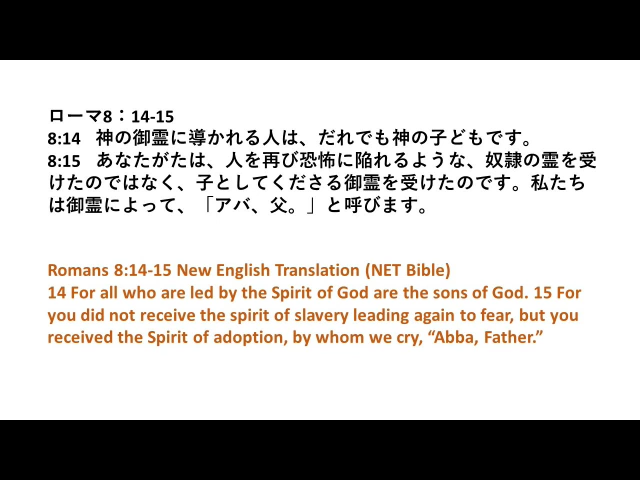 ローマ8：14-15
8:14 神の御霊に導かれる人は、だれでも神の子どもです。
8:15 あなたがたは、人を再び恐怖に陥れるような、奴隷の霊を受
けたのではなく、子としてくださる御霊を受けたのです。私たち
は御霊によって、「アバ、父。」と呼びます。
Romans 8:14-15 New English Translation (NET Bible)
14 For all who are led by the Spirit of God are the sons of God. 15 For
you did not receive the spirit of slavery leading again to fear, but you
received the Spirit of adoption, by whom we cry, “Abba, Father.”